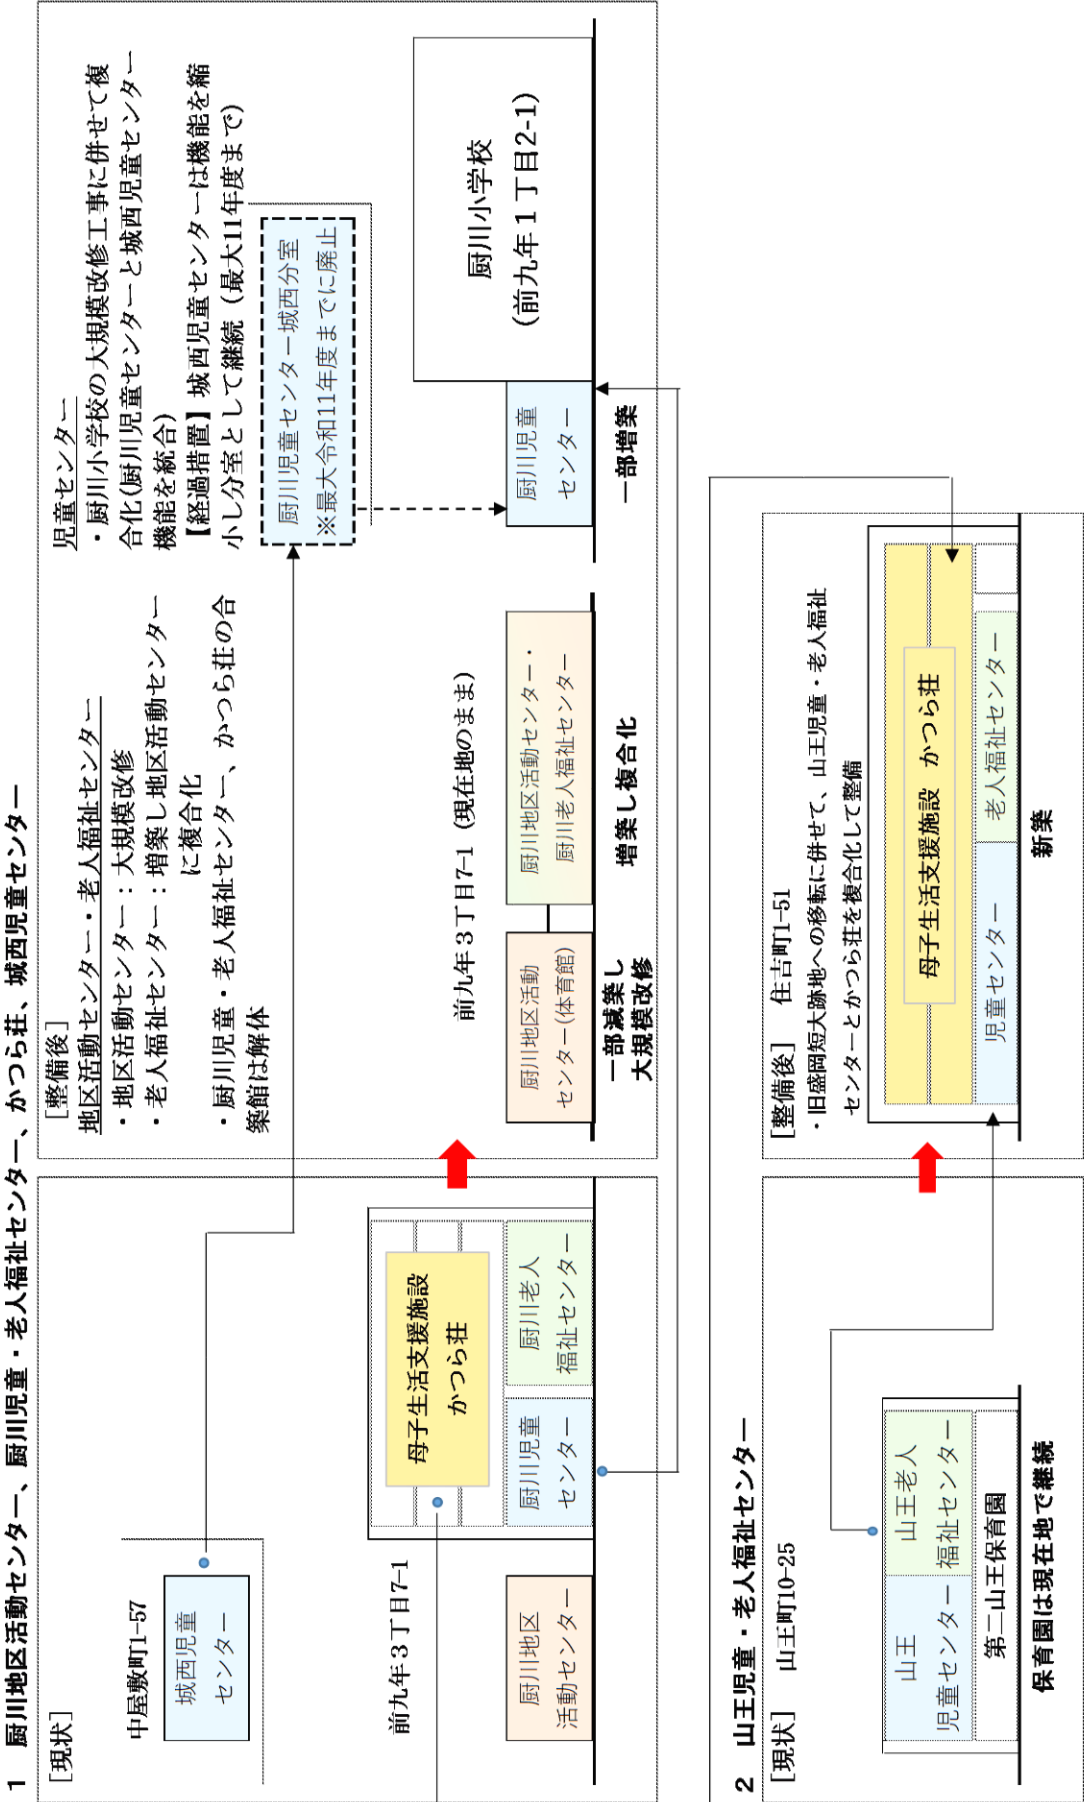 1　厨川地区活動センター、厨川児童・老人福祉センター、かつら荘、城西児童センター
［現状］
中屋敷町1-57
城西児童
センター
前九年３丁目7-1
母子生活支援施設
かつら荘
厨川地区
活動センター
厨川児童
センター
厨川老人
福祉センター
［整備後］
地区活動センター・老人福祉センター
・地区活動センター：大規模改修
・老人福祉センター：増築し地区活動センター
に複合化
・厨川児童・老人福祉センター、かつら荘の合
築館は解体
前九年３丁目7-1（現在地のまま）
厨川地区活動
センター(体育館)
厨川地区活動センター・
厨川老人福祉センター
一部減築し
大規模改修
増築し複合化
児童センター
・厨川小学校の大規模改修工事に併せて複
合化(厨川児童センターと城西児童センター
機能を統合)
【経過措置】城西児童センターは機能を縮
小し分室として継続（最大11年度まで）
厨川児童センター城西分室
※最大令和11年度までに廃止
厨川児童
センター
厨川小学校
(前九年１丁目2-1)
一部増築
2　山王児童・老人福祉センター
［現状］　山王町10-25
山王
児童センター
山王老人
福祉センター
第二山王保育園
保育園は現在地で継続
［整備後］　住吉町1-51
・旧盛岡短大跡地への移転に併せて、山王児童・老人福祉
センターとかつら荘を複合化して整備
母子生活支援施設　かつら荘
児童センター
老人福祉センター
新築